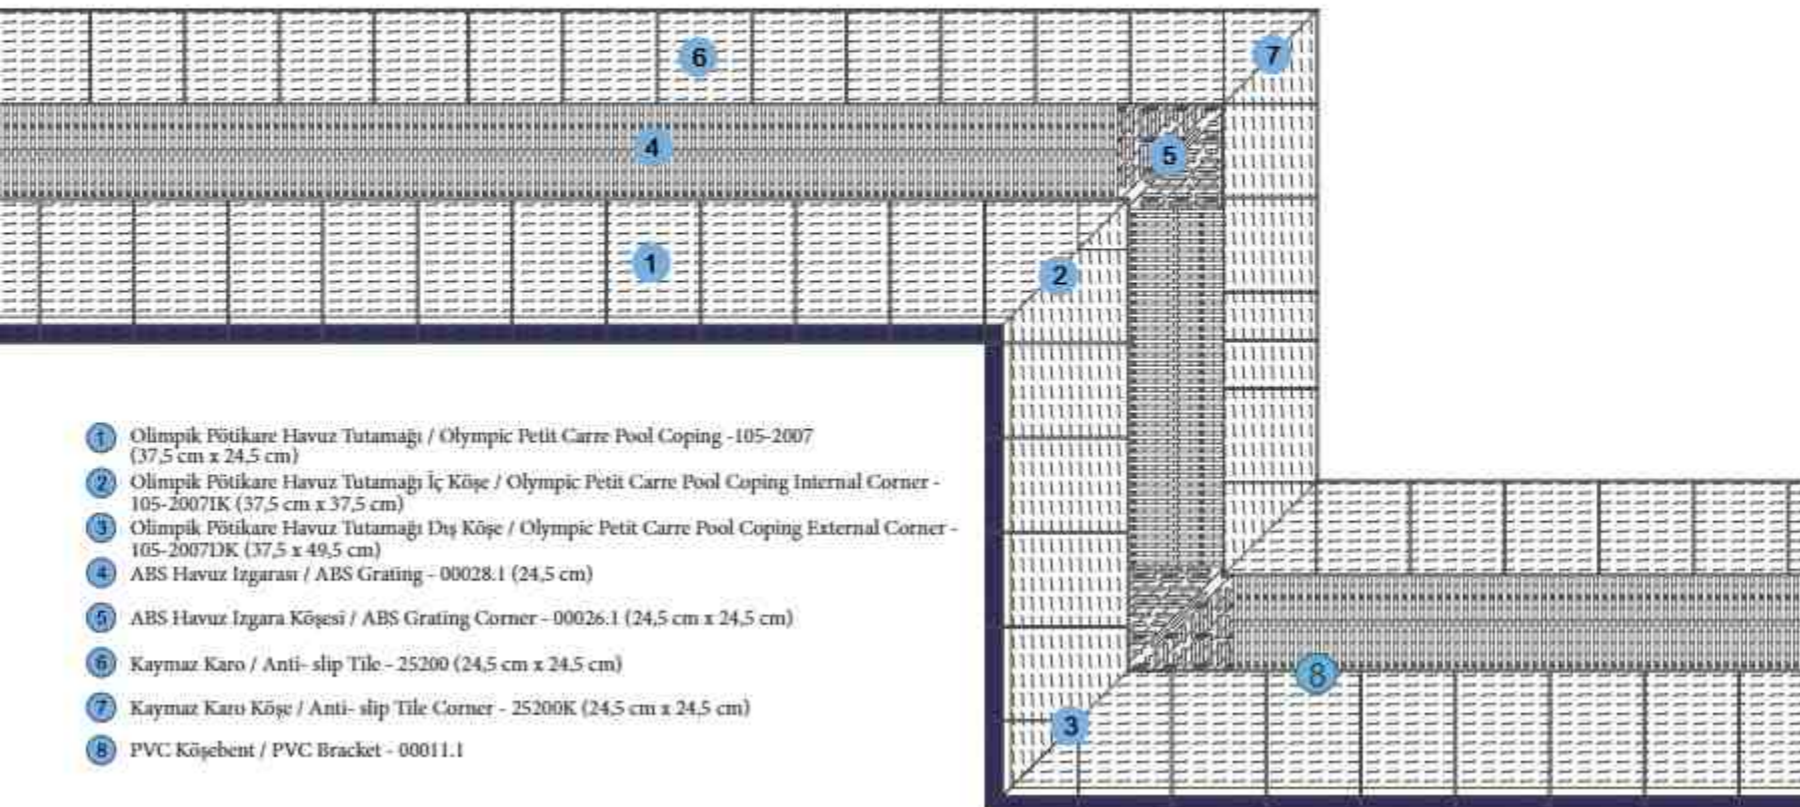 6
7
4
5
1
2
1 Olimpik Pötikare Havuz Tutamağı / Olympic Petit Carre Pool Coping -105-2007
(37,5 cm x 24,5 cm)
2 Olimpik Pötikare Havuz Tutamağı İç Köşe / Olympic Petit Carre Pool Coping Internal Corner -
105-2007IK (37,5 cm x 37,5 cm)
3 Olimpik Pötikare Havuz Tutamağı Dış Köşe / Olympic Petit Carre Pool Coping External Corner -
105-2007DK (37,5 x 49,5 cm)
4 ABS Havuz Izgarası / ABS Grating - 00028.1 (24,5 cm)
5 ABS Havuz Izgara Köşesi / ABS Grating Corner - 00026.1 (24,5 cm x 24,5 cm)
6 Kaymaz Karo / Anti- slip Tile - 25200 (24,5 cm x 24,5 cm)
7 Kaymaz Karo Köşe / Anti- slip Tile Corner - 25200K (24,5 cm x 24,5 cm)
8 PVC Köşebent / PVC Bracket - 00011.1
8
3